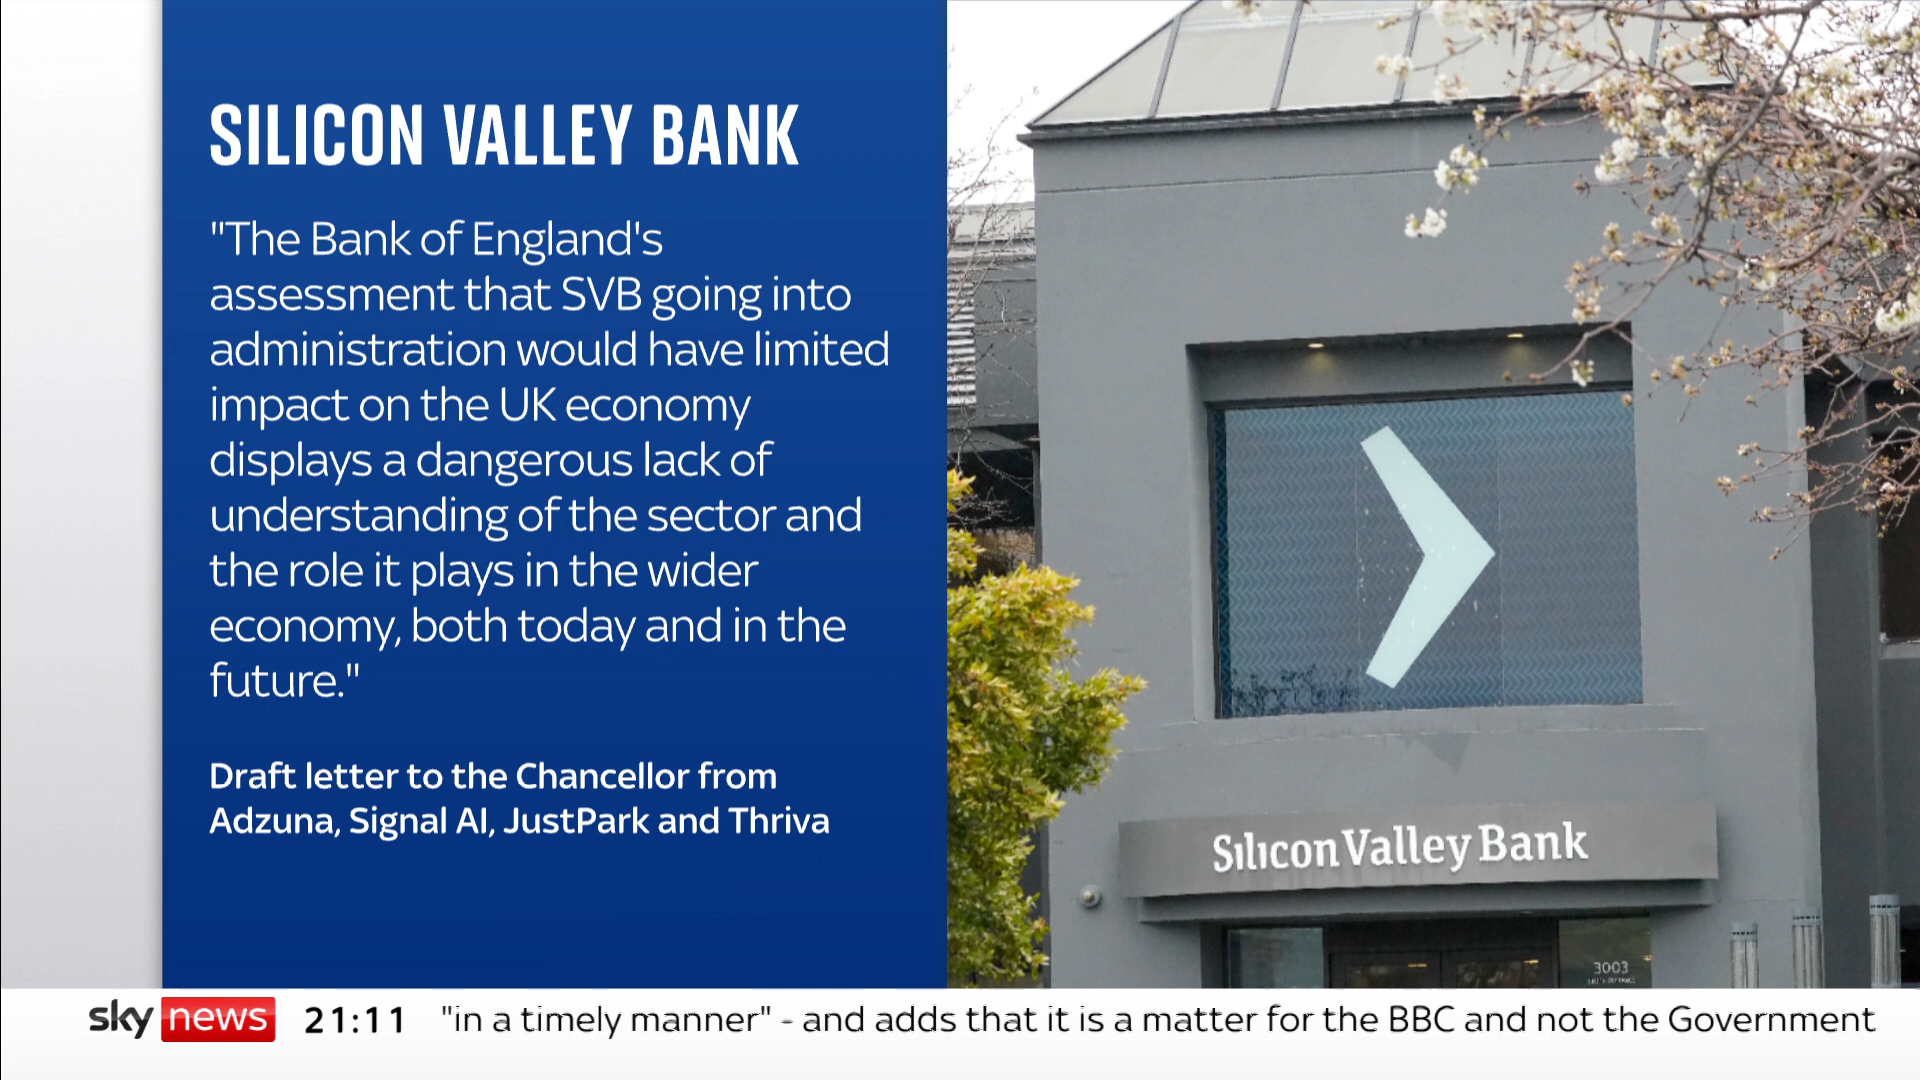 SILICON VALLEY BANK
"The Bank of England's
assessment that SVB going into
administration would have limited
impact on the UK economy
displays a dangerous lack of
understanding of the sector and
the role it plays in the wider
economy, both today and in the
future."
Draft letter to the Chancellor from
Adzuna, Signal AI, JustPark and Thriva
Silicon Valley Bank
3003
sky news 21:11 "in a timely manner" - and adds that it is a matter for the BBC and not the Government